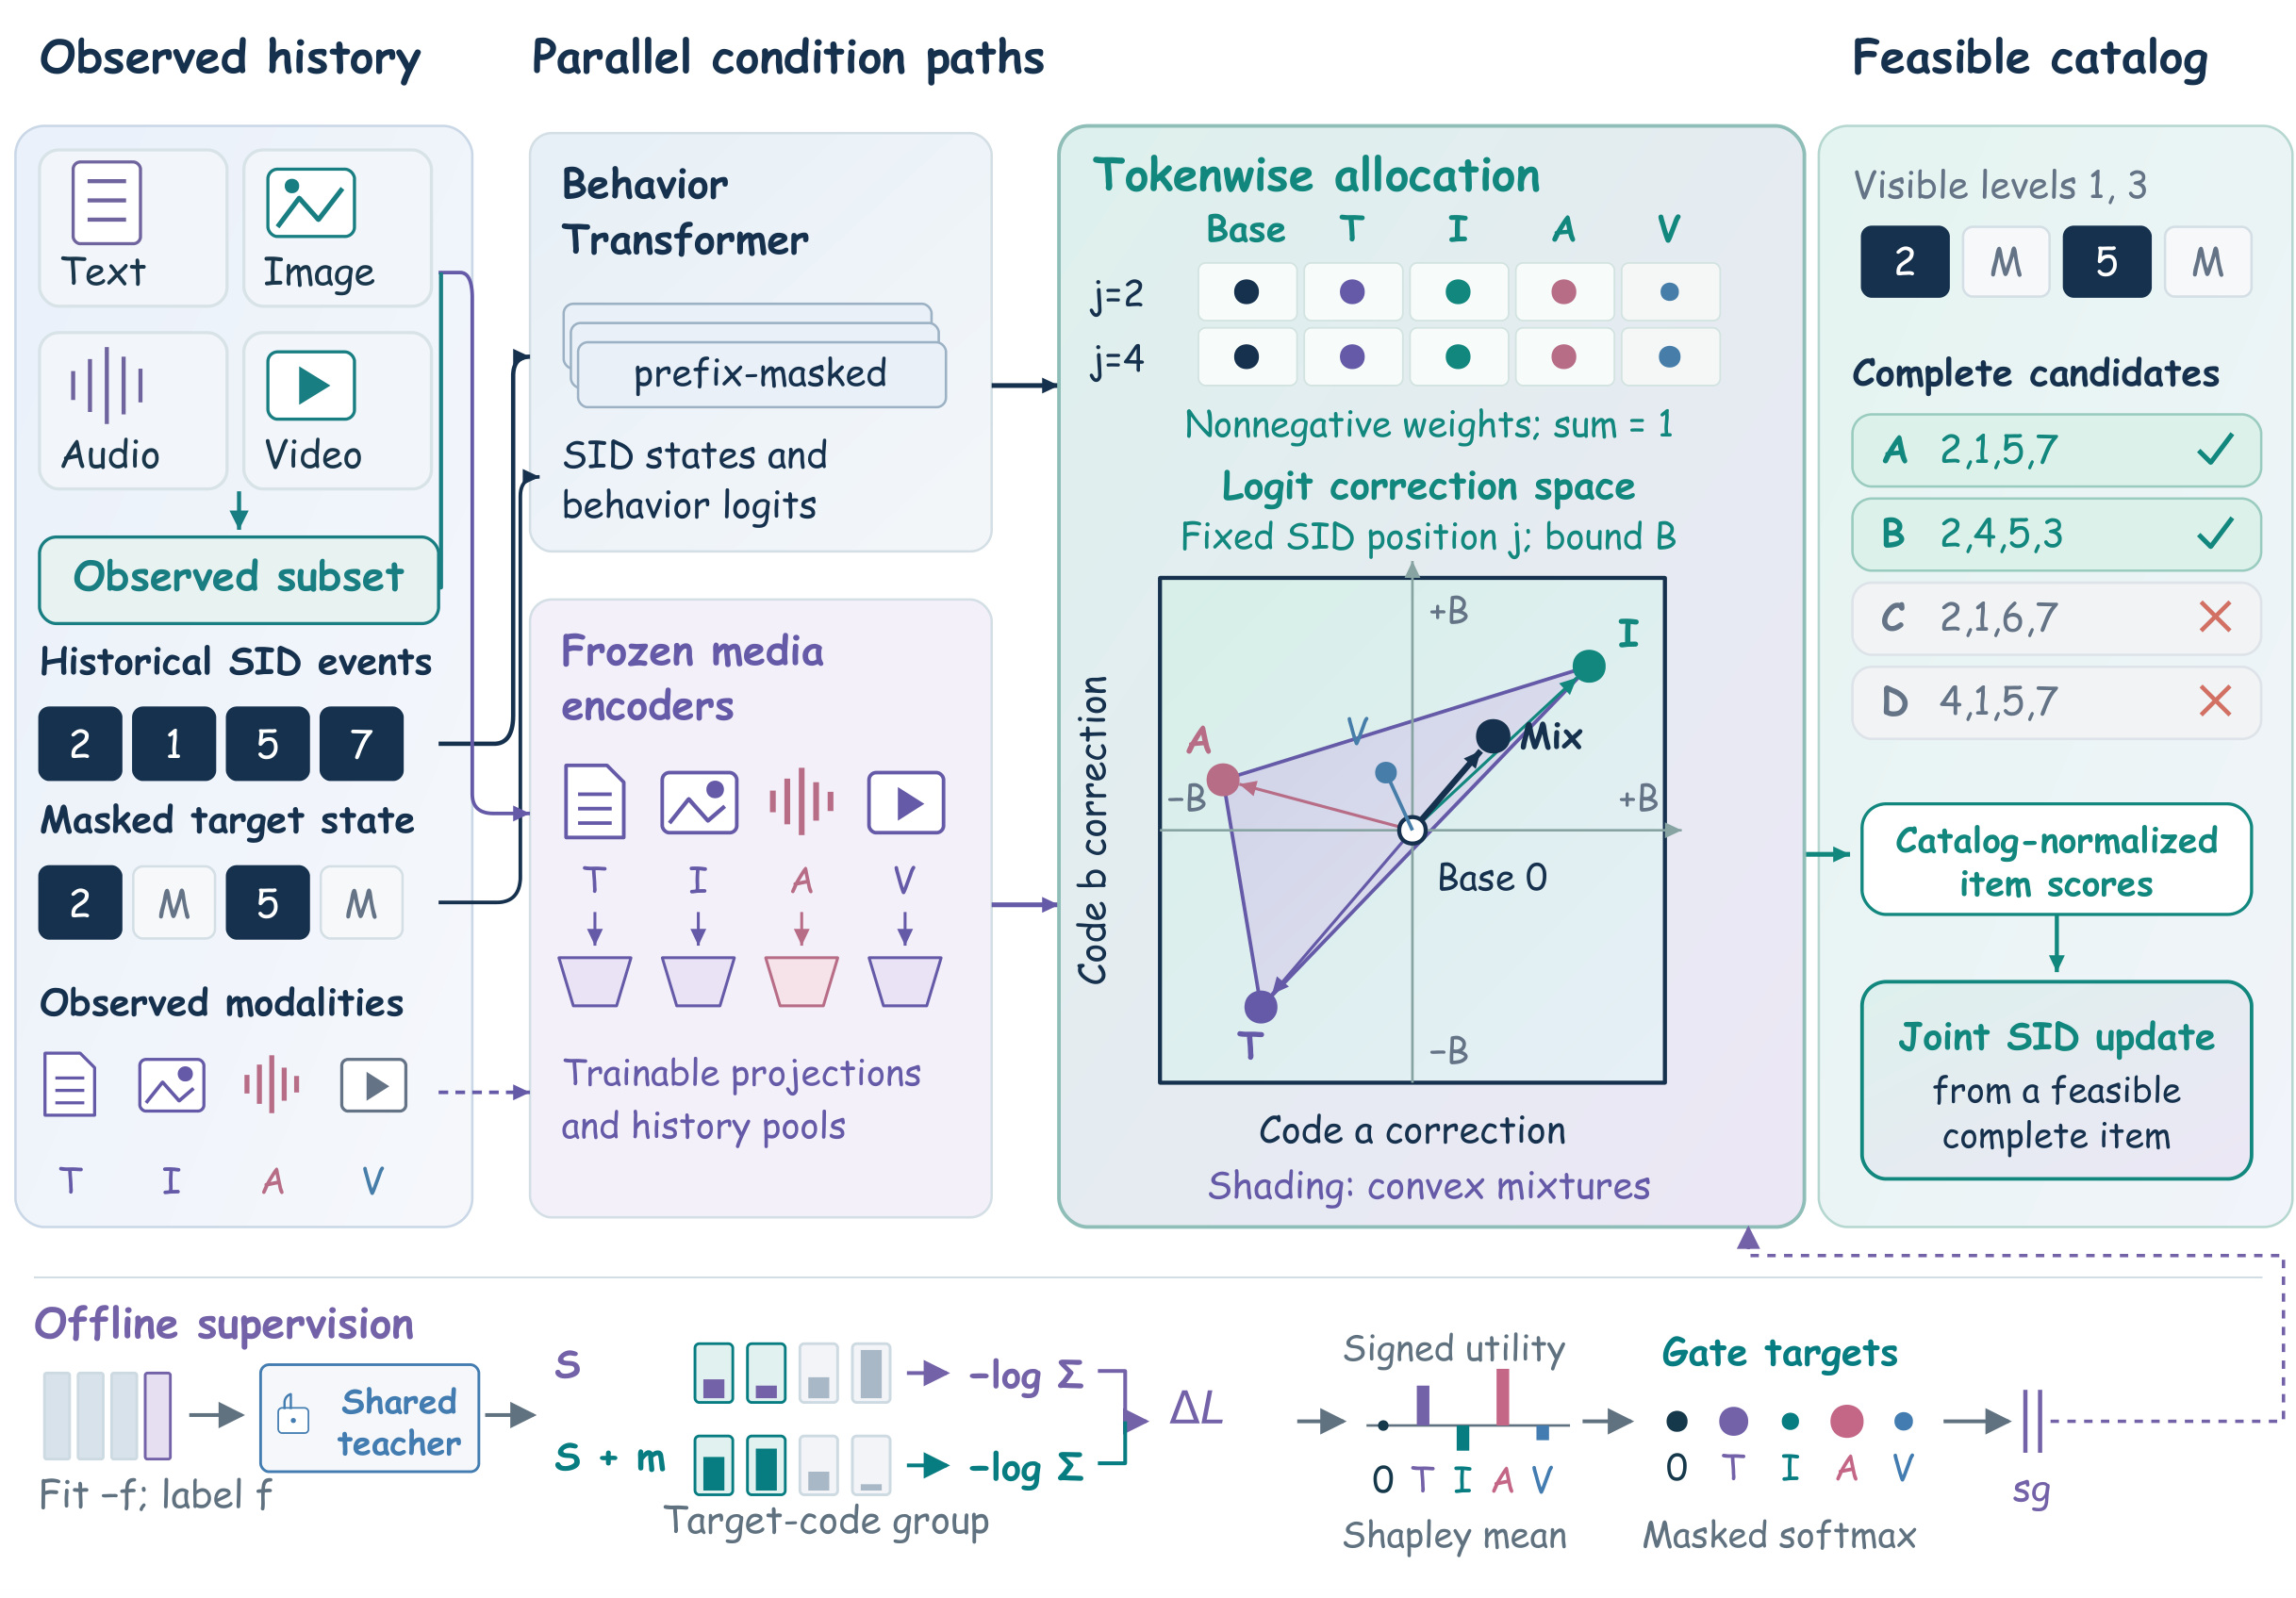 Observed history
Parallel condition paths
Feasible catalog
Text
Image
Audio
Video
Observed subset
Historical SID events
2 1 5 7
Masked target state
2 M 5 M
Observed modalities
T I A V
Behavior
Transformer
prefix-masked
SID states and
behavior logits
Frozen media
encoders
T I A V
Trainable projections
and history pools
Tokenwise allocation
Base T I A V
j=2
j=4
Nonnegative weights; sum = 1
Logit correction space
Fixed SID position j; bound B
+B
I
V
Mix
A
-B
+B
Base 0
Code b correction
T
-B
Code a correction
Shading: convex mixtures
Visible levels 1, 3
2 M 5 M
Complete candidates
A 2,1,5,7 ✓
B 2,4,5,3 ✓
C 2,1,6,7 ✕
D 4,1,5,7 ✕
Catalog-normalized
item scores
Joint SID update
from a feasible
complete item
Offline supervision
Fit -f; label f
Shared
teacher
S
-log Σ
S + m
-log Σ
Target-code group
ΔL
Signed utility
0 T I A V
Shapley mean
Gate targets
0 T I A V
Masked softmax
sg